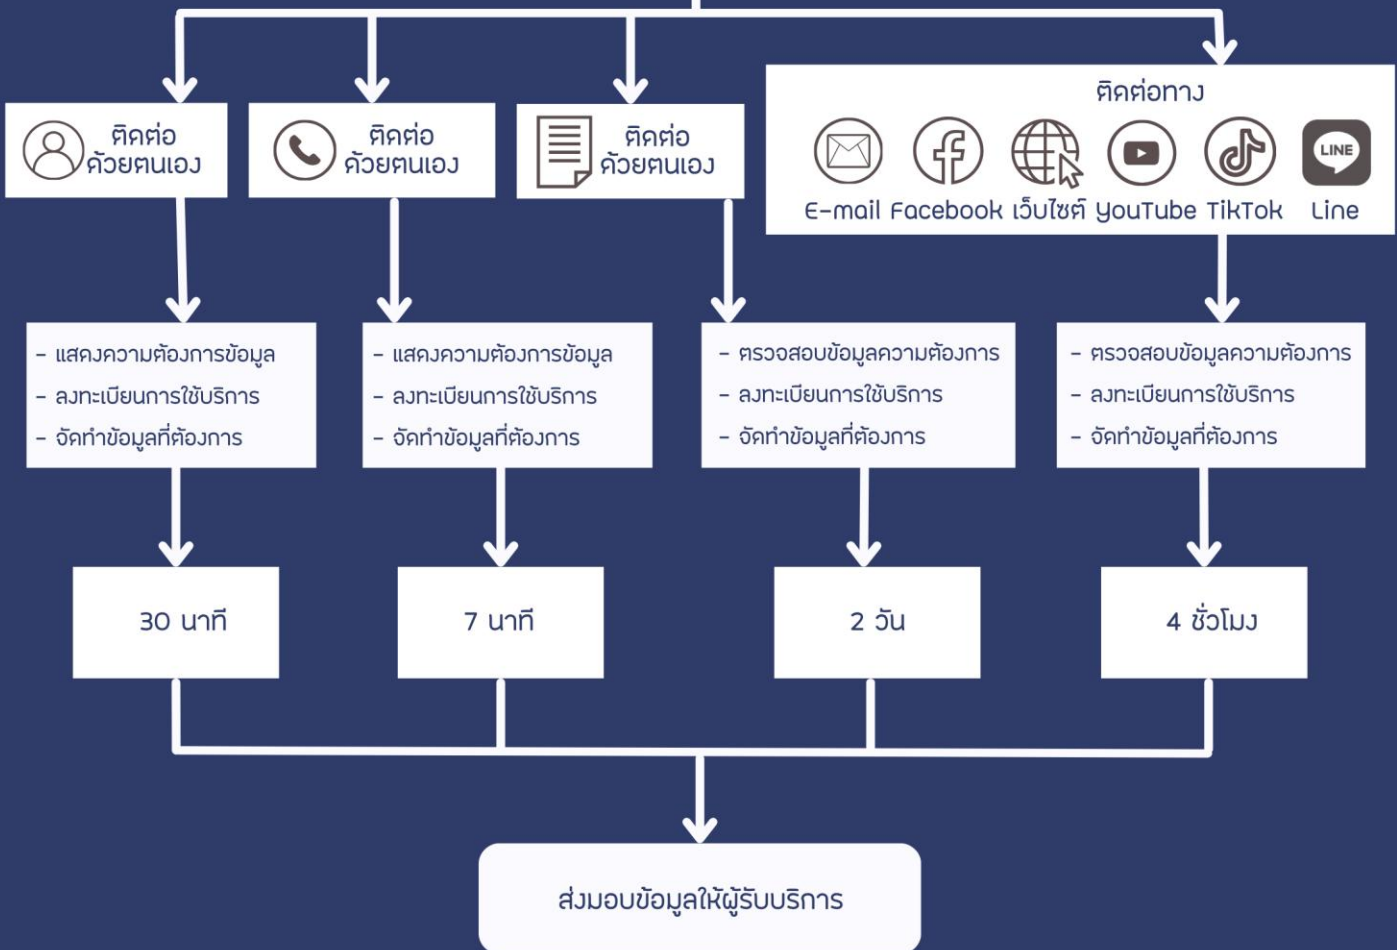 ติดต่อ
ด้วยตนเอง
ติดต่อ
ด้วยตนเอง
ติดต่อ
ด้วยตนเอง
ติดต่อทาง
LINE
E-mail Facebook เว็บไซต์ YouTube TikTok Line
- แสดงความต้องการข้อมูล
- ลงทะเบียนการใช้บริการ
- จัดทำข้อมูลที่ต้องการ
- แสดงความต้องการข้อมูล
- ลงทะเบียนการใช้บริการ
- จัดทำข้อมูลที่ต้องการ
- ตรวจสอบข้อมูลความต้องการ
- ลงทะเบียนการใช้บริการ
- จัดทำข้อมูลที่ต้องการ
- ตรวจสอบข้อมูลความต้องการ
- ลงทะเบียนการใช้บริการ
- จัดทำข้อมูลที่ต้องการ
30 นาที
7 นาที
2 วัน
4 ชั่วโมง
ส่งมอบข้อมูลให้ผู้รับบริการ